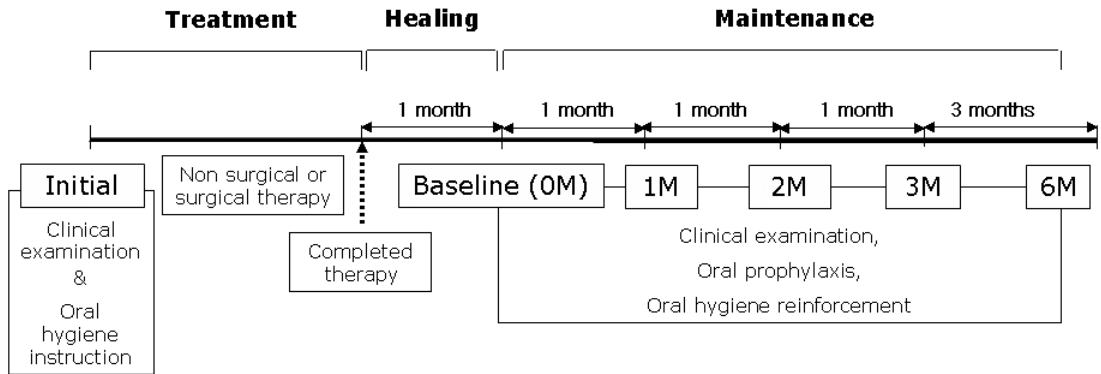 Treatment
Healing
Maintenance
1 month
1 month
1 month
1 month
3 months
Initial
Clinical
examination
&
Oral
hygiene
instruction
Non surgical or
surgical therapy
Completed
therapy
Baseline (0M)
1M
2M
3M
6M
Clinical examination,
Oral prophylaxis,
Oral hygiene reinforcement